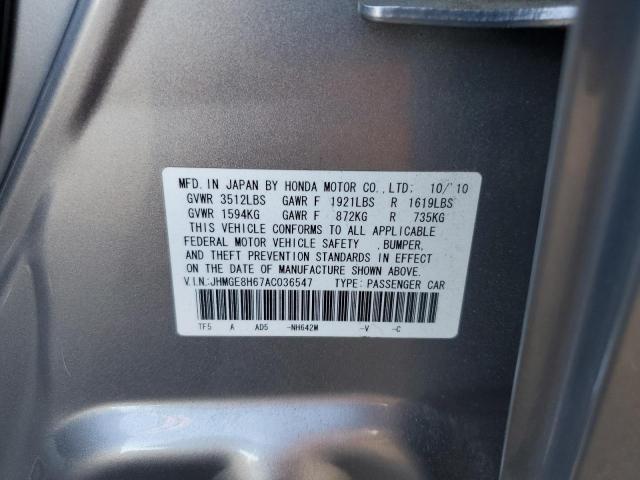 MFD. IN JAPAN BY HONDA MOTOR CO., LTD: 10/'10
GVWR 3512LBS GAWR F 1921LBS R 1619LBS
GVWR 1594KG GAWR F 872KG R 735KG
THIS VEHICLE CONFORMS TO ALL APPLICABLE
FEDERAL MOTOR VEHICLE SAFETY ,BUMPER,
AND THEFT PREVENTION STANDARDS IN EFFECT
ON THE DATE OF MANUFACTURE SHOWN ABOVE.
V.I.N:JHMGE8H67AC036547 TYPE: PASSENGER CAR
TF5 A AD5 -NH642M -V -C